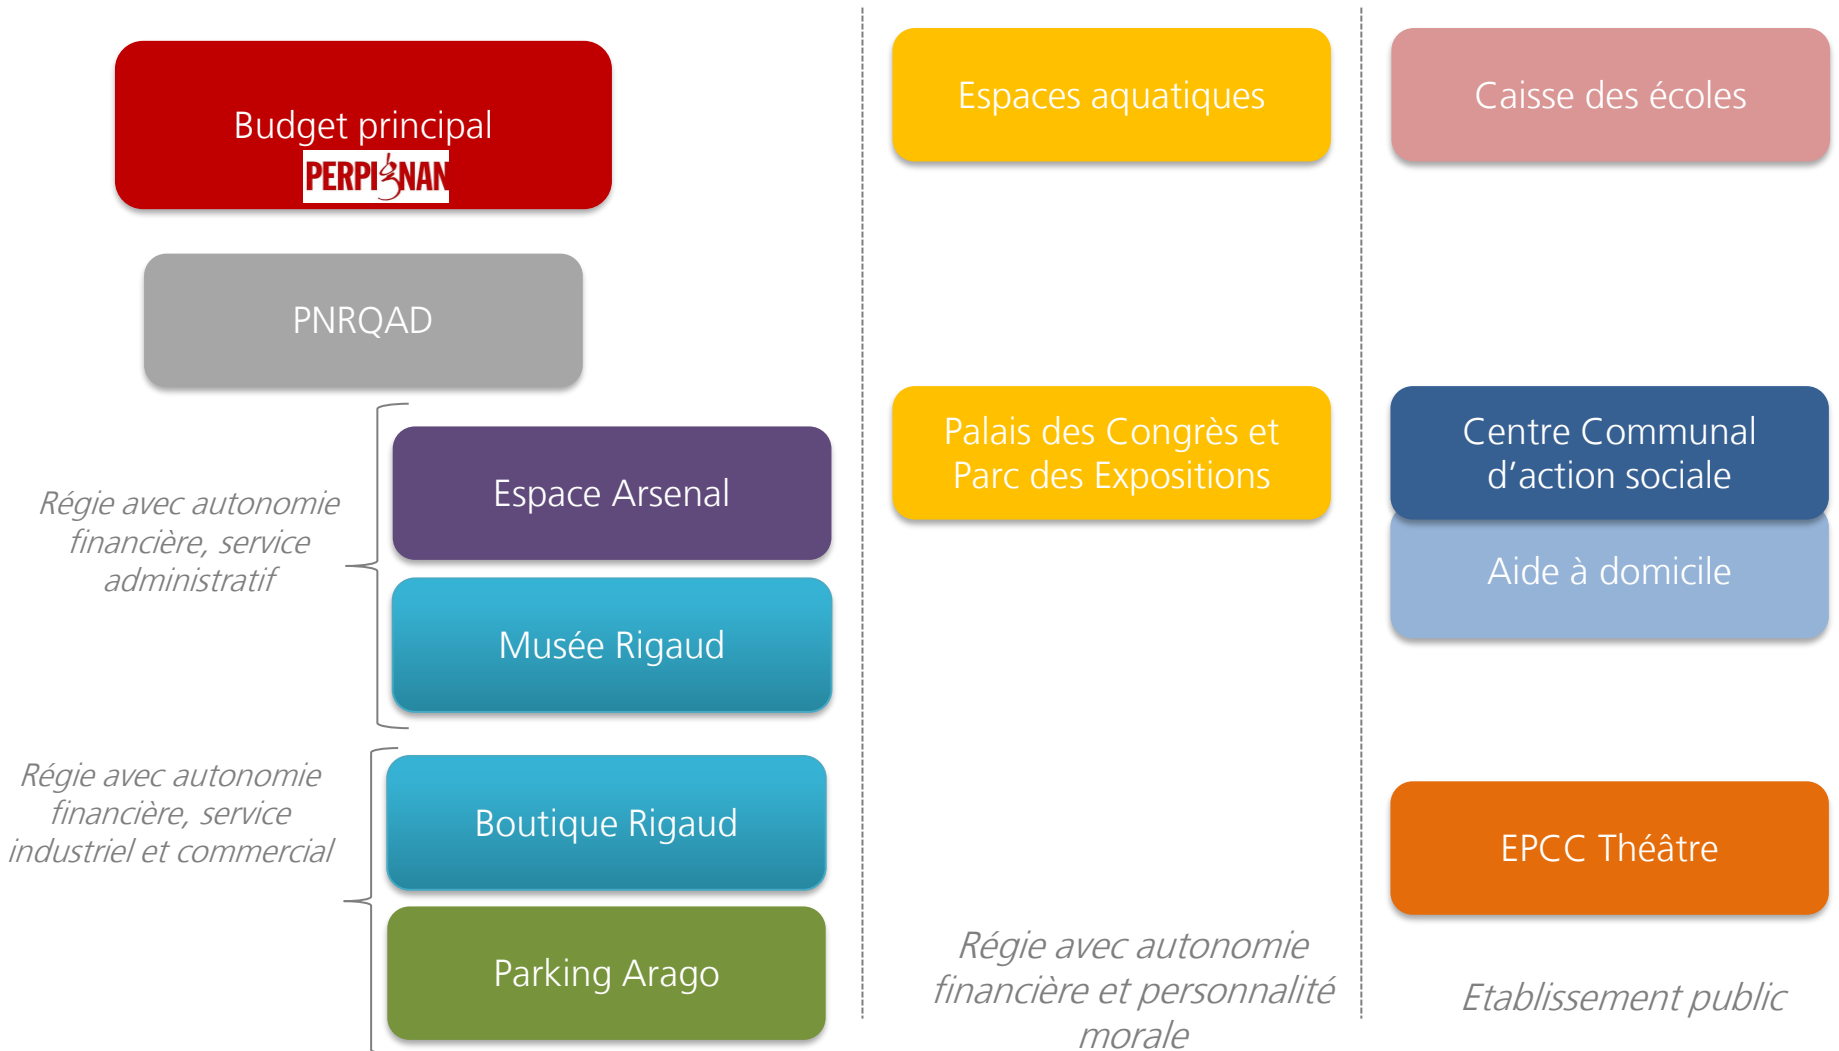 Budget principal
PERPIGNAN
PNRQAD
Régie avec autonomie
financière, service
administratif
Espace Arsenal
Musée Rigaud
Régie avec autonomie
financière, service
industriel et commercial
Boutique Rigaud
Parking Arago
Espaces aquatiques
Palais des Congrès et
Parc des Expositions
Régie avec autonomie
financière et personnalité
morale
Caisse des écoles
Centre Communal
d’action sociale
Aide à domicile
EPCC Théâtre
Etablissement public